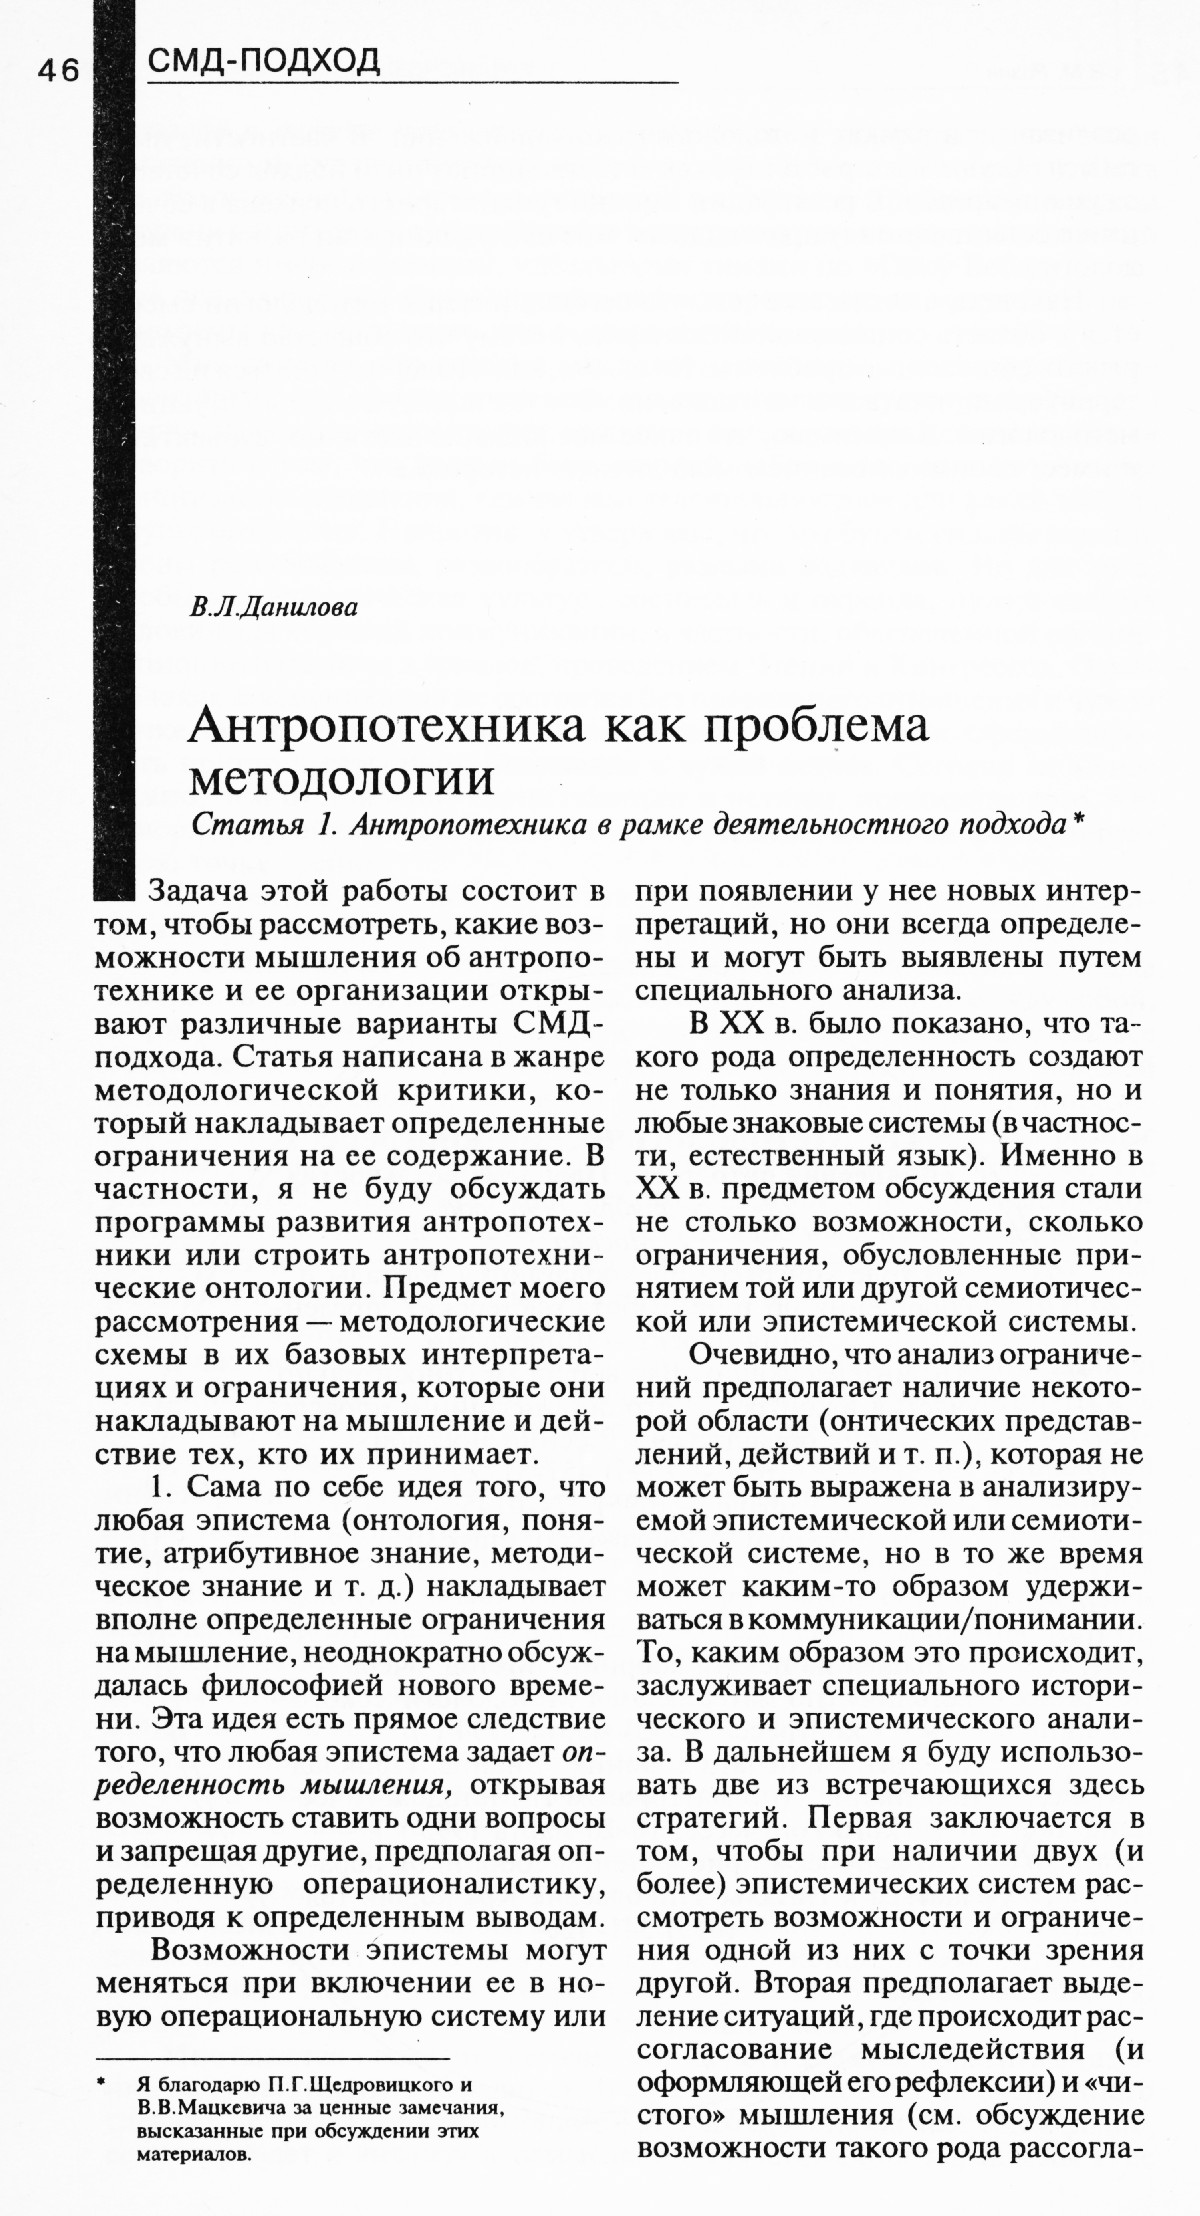 46
СМД-ПОДХОД
В.Л.Данилова
Антропотехника как проблема
методологии
Статья 1. Антропотехника в рамке деятельностного подхода*
Задача этой работы состоит в
том, чтобы рассмотреть, какие воз-
можности мышления об антропо-
технике и ее организации откры-
вают различные варианты СМД-
подхода. Статья написана в жанре
методологической критики, ко-
торый накладывает определенные
ограничения на ее содержание. В
частности, я не буду обсуждать
программы развития антропотех-
ники или строить антропотехни-
ческие онтологии. Предмет моего
рассмотрения — методологические
схемы в их базовых интерпрета-
циях и ограничения, которые они
накладывают на мышление и дей-
ствие тех, кто их принимает.
1. Сама по себе идея того, что
любая эпистема (онтология, поня-
тие, атрибутивное знание, методи-
ческое знание и т. д.) накладывает
вполне определенные ограничения
на мышление, неоднократно обсуж-
далась философией нового време-
ни. Эта идея есть прямое следствие
того, что любая эпистема задает оп-
ределенность мышления, открывая
возможность ставить одни вопросы
и запрещая другие, предполагая оп-
ределенную операционалистику,
приводя к определенным выводам.
Возможности эпистемы могут
меняться при включении ее в но-
вую операциональную систему или
* Я благодарю П.Г.Щедровицкого и
В.В.Мацкевича за ценные замечания,
высказанные при обсуждении этих
материалов.
при появлении у нее новых интер-
претаций, но они всегда определе-
ны и могут быть выявлены путем
специального анализа.
В XX в. было показано, что та-
кого рода определенность создают
не только знания и понятия, но и
любые знаковые системы (в частнос-
ти, естественный язык). Именно в
XX в. предметом обсуждения стали
не столько возможности, сколько
ограничения, обусловленные при-
нятием той или другой семиотичес-
кой или эпистемической системы.
Очевидно, что анализ ограниче-
ний предполагает наличие некото-
рой области (онтических представ-
лений, действий и т. п.), которая не
может быть выражена в анализиру-
емой эпистемической или семиоти-
ческой системе, но в то же время
может каким-то образом удержи-
ваться в коммуникации/понимании.
То, каким образом это происходит,
заслуживает специального истори-
ческого и эпистемического анали-
за. В дальнейшем я буду использо-
вать две из встречающихся здесь
стратегий. Первая заключается в
том, чтобы при наличии двух (и
более) эпистемических систем рас-
смотреть возможности и ограниче-
ния одной из них с точки зрения
другой. Вторая предполагает выде-
ление ситуаций, где происходит рас-
согласование мыследействия (и
оформляющей его рефлексии) и «чи-
стого» мышления (см. обсуждение
возможности такого рода рассогла-